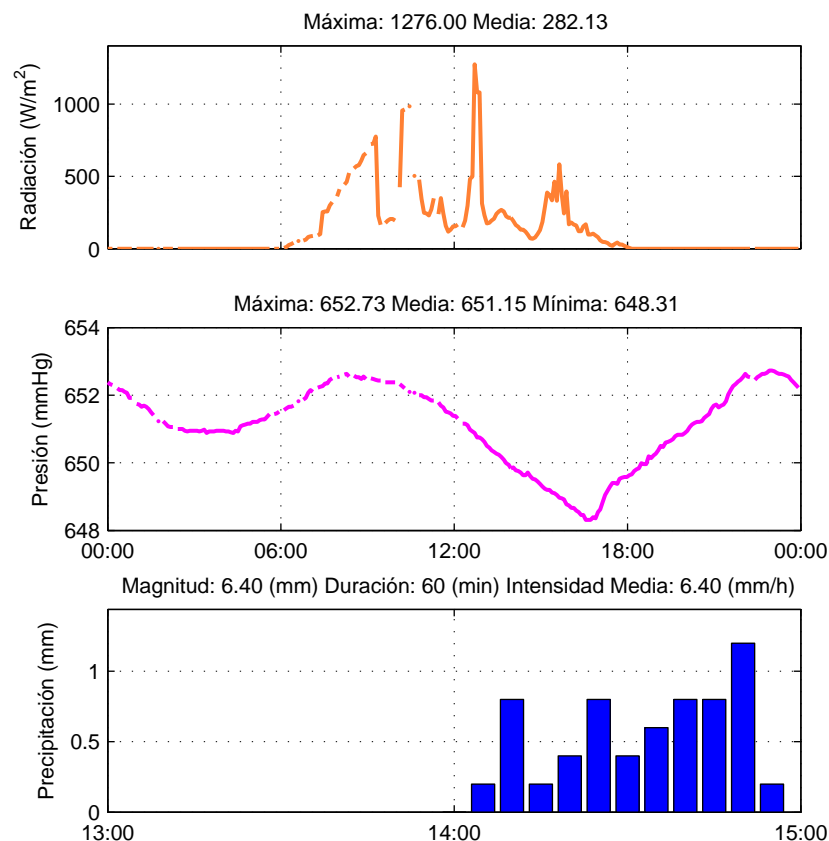 Máxima: 1276.00 Media: 282.13
Radiación (W/m²)
1000
500
0
Máxima: 652.73 Media: 651.15 Mínima: 648.31
Presión (mmHg)
654
652
650
648
00:00 06:00 12:00 18:00 00:00
Magnitud: 6.40 (mm) Duración: 60 (min) Intensidad Media: 6.40 (mm/h)
Precipitación (mm)
1
0.5
0
13:00 14:00 15:00